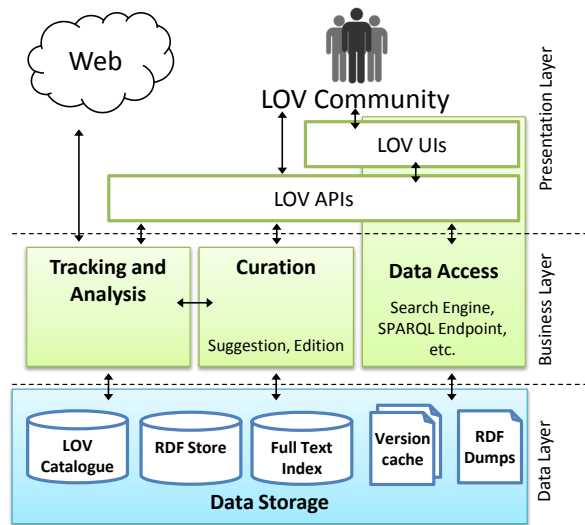 Web
LOV Community
LOV UIs
LOV APIs
Presentation Layer
Tracking and
Analysis
Curation
Suggestion, Edition
Data Access
Search Engine,
SPARQL Endpoint,
etc.
Business Layer
LOV
Catalogue
RDF Store
Full Text
Index
Version
cache
RDF
Dumps
Data Storage
Data Layer